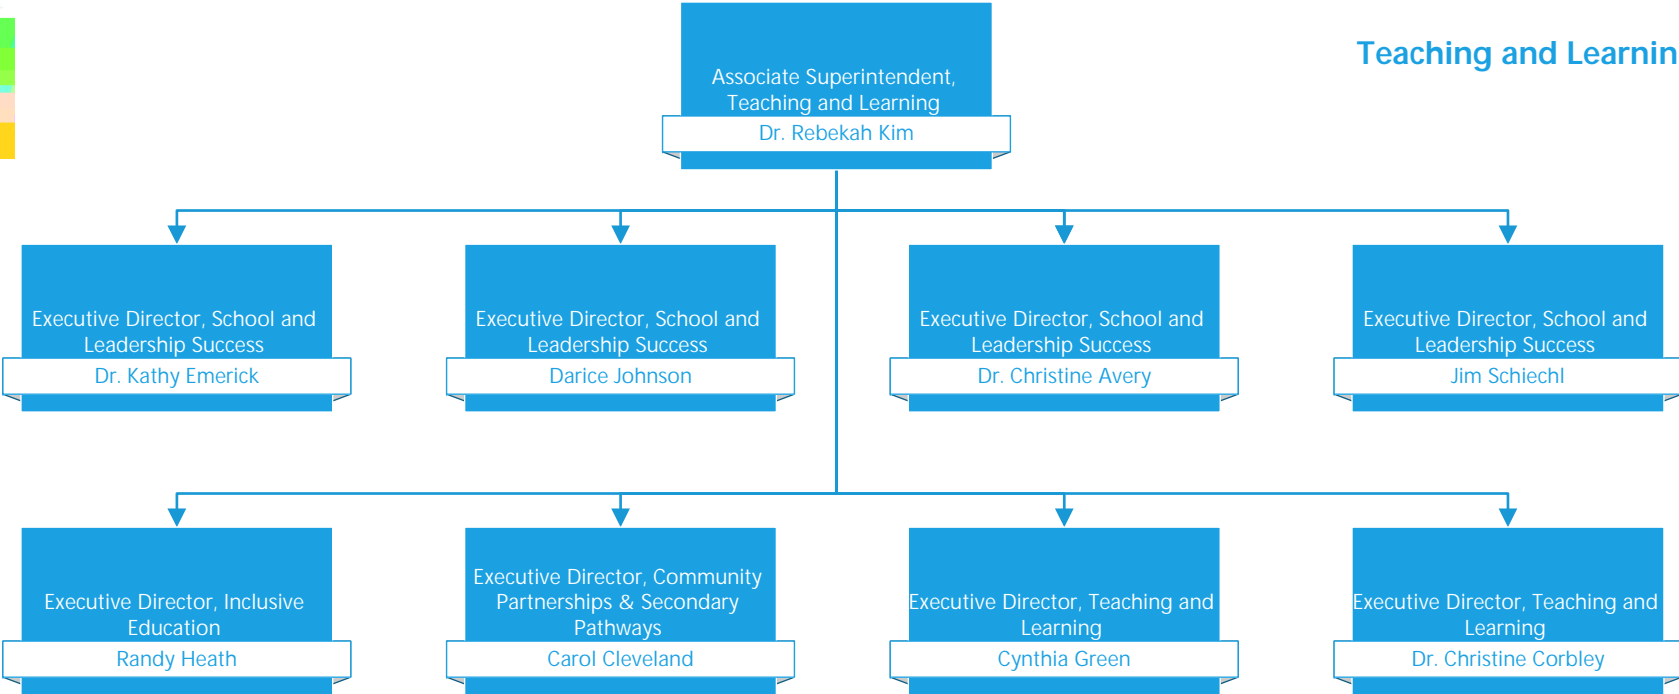 Teaching and Learnin
Associate Superintendent,
Teaching and Learning
Dr. Rebekah Kim
Executive Director, School and
Leadership Success
Dr. Kathy Emerick
Executive Director, School and
Leadership Success
Darice Johnson
Executive Director, School and
Leadership Success
Dr. Christine Avery
Executive Director, School and
Leadership Success
Jim Schiechl
Executive Director, Inclusive
Education
Randy Heath
Executive Director, Community
Partnerships & Secondary
Pathways
Carol Cleveland
Executive Director, Teaching and
Learning
Cynthia Green
Executive Director, Teaching and
Learning
Dr. Christine Corbley